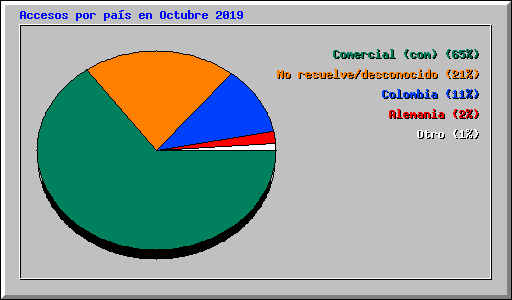 Accesos por país en Octubre 2019
Comercial (com) (65%)
No resuelve/desconocido (21%)
Colombia (11%)
Alemania (2%)
Otro (1%)